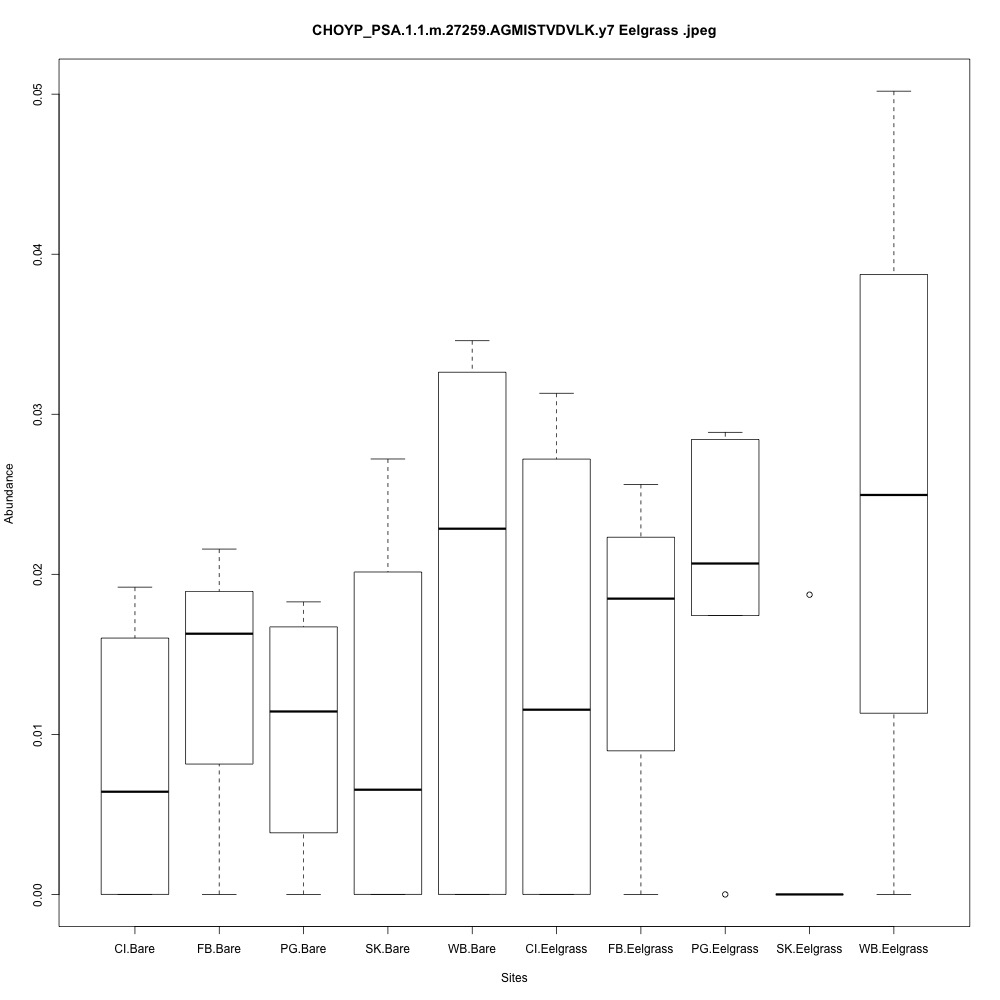 CHOYP_PSA.1.1.m.27259.AGMISTVDVLK.y7 Eelgrass .jpeg
Abundance
0.05
0.04
0.03
0.02
0.01
0.00
CI.Bare FB.Bare PG.Bare SK.Bare WB.Bare CI.Eelgrass FB.Eelgrass PG.Eelgrass SK.Eelgrass WB.Eelgrass
Sites